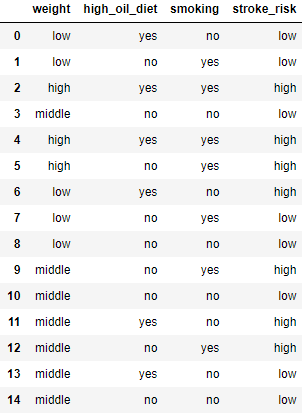 weight high_oil_diet smoking stroke_risk
0 low yes no low
1 low no yes low
2 high yes yes high
3 middle no no low
4 high yes yes high
5 high no yes high
6 low yes no high
7 low no yes low
8 low no no low
9 middle no yes high
10 middle no no low
11 middle yes no high
12 middle no yes high
13 middle yes no low
14 middle no no low